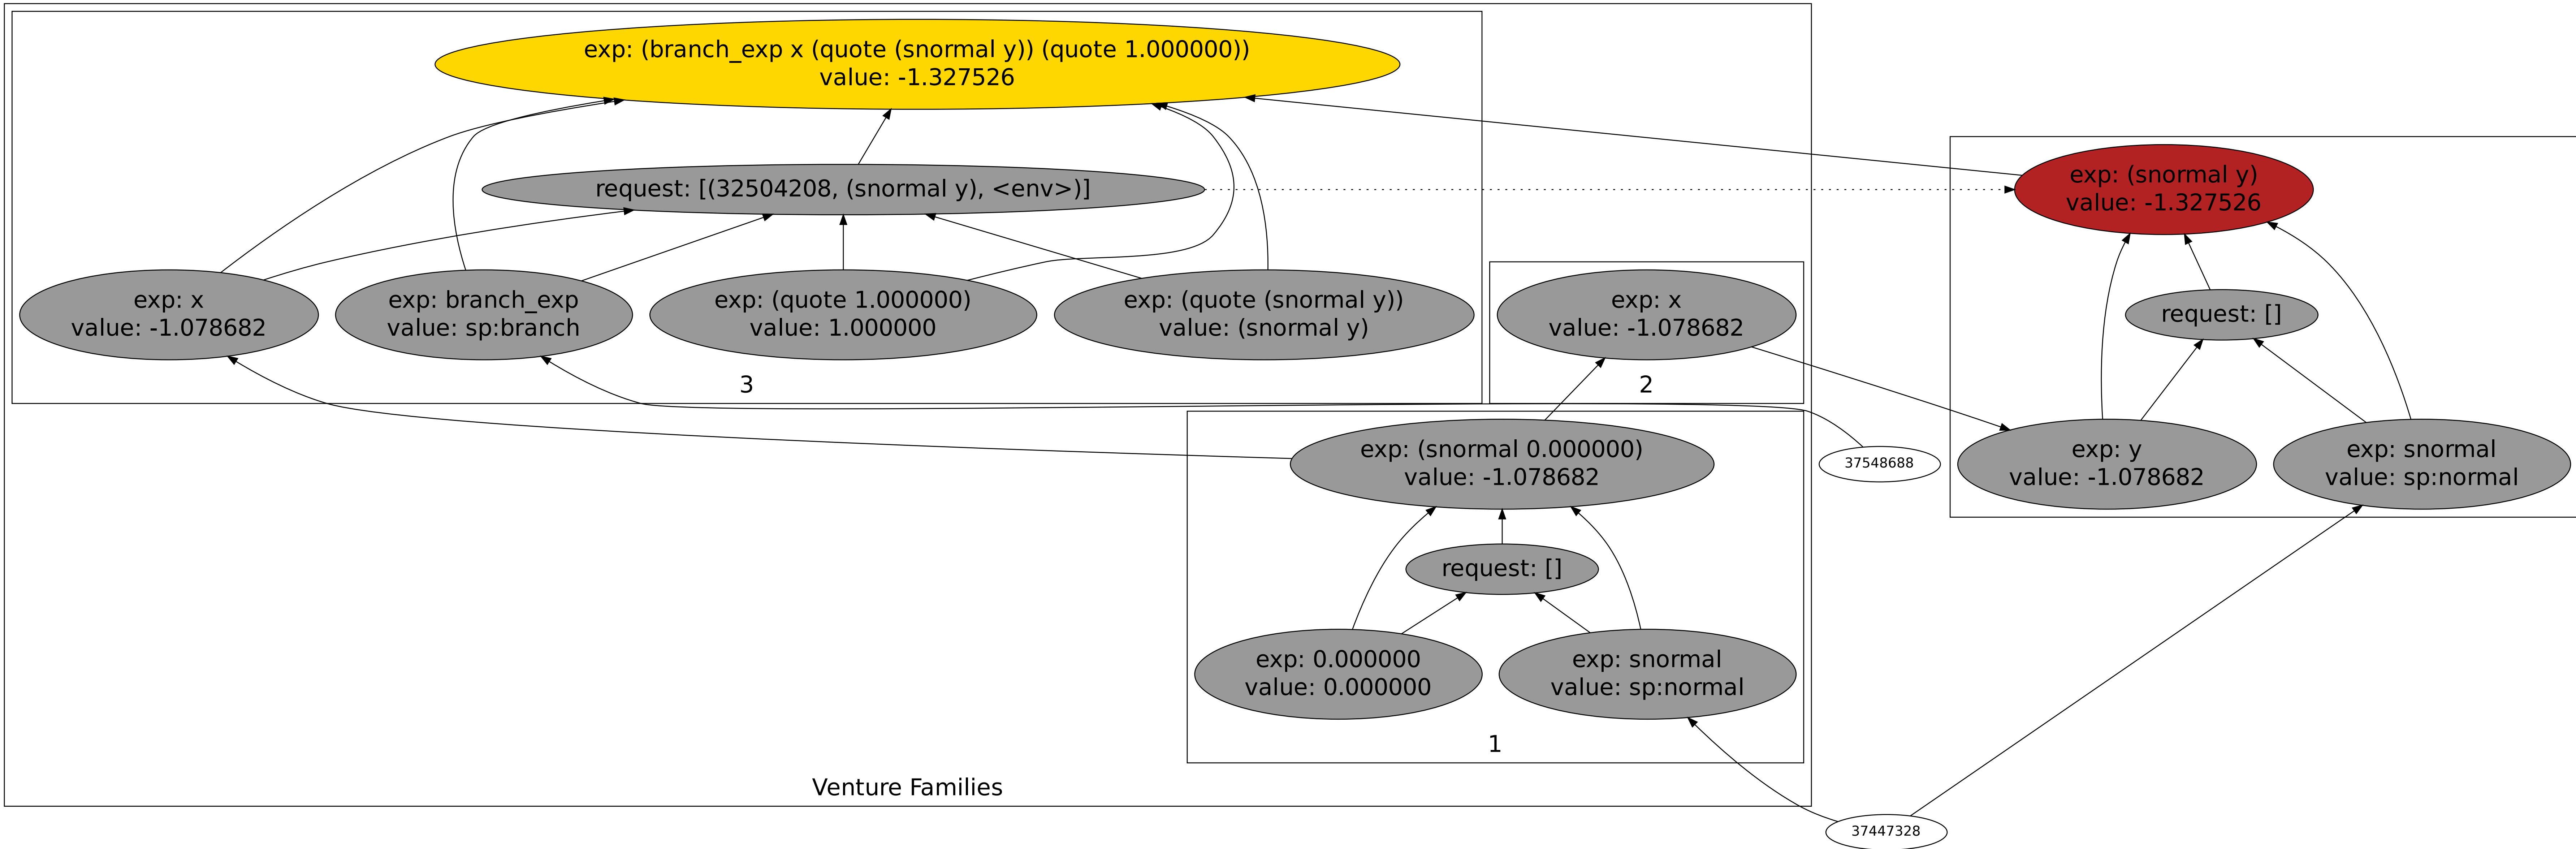 exp: (branch_exp x (quote (snormal y)) (quote 1.000000))
value: -1.327526
request: [(32504208, (snormal y), <env>)]
exp: (snormal y)
value: -1.327526
exp: x
value: -1.078682
exp: branch_exp
value: sp:branch
exp: (quote 1.000000)
value: 1.000000
exp: (quote (snormal y))
value: (snormal y)
exp: x
value: -1.078682
request: []
3
2
exp: (snormal 0.000000)
value: -1.078682
37548688
exp: y
value: -1.078682
exp: snormal
value: sp:normal
request: []
exp: 0.000000
value: 0.000000
exp: snormal
value: sp:normal
1
Venture Families
37447328